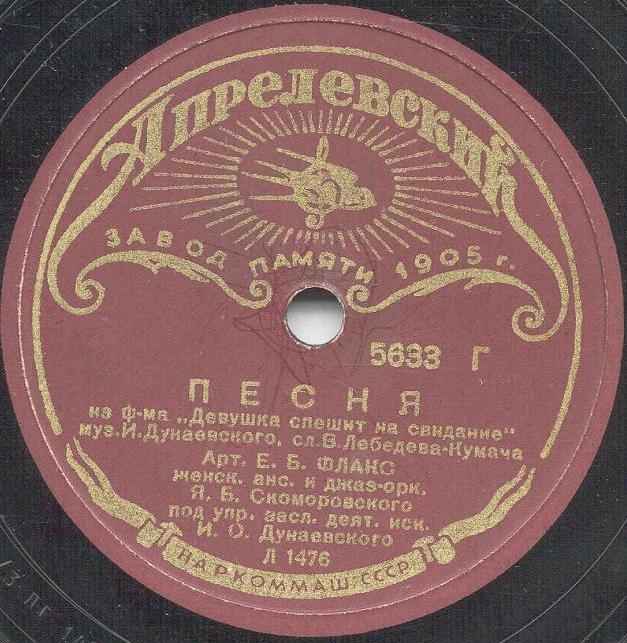 Апрелевский
ЗАВОД ПАМЯТИ 1905 г.
5633 Г
ПЕСНЯ
из ф-ма „Девушка спешит на свидание“
муз. И. Дунаевского, сл. В. Лебедева-Кумача
Арт. Е. Б. ФЛАКС
женск. анс. и джаз-орк.
Я. Б. Скоморовского
под упр. засл. деят. иск.
И. О. Дунаевского
Л 1476
НАРКОММАШ СССР